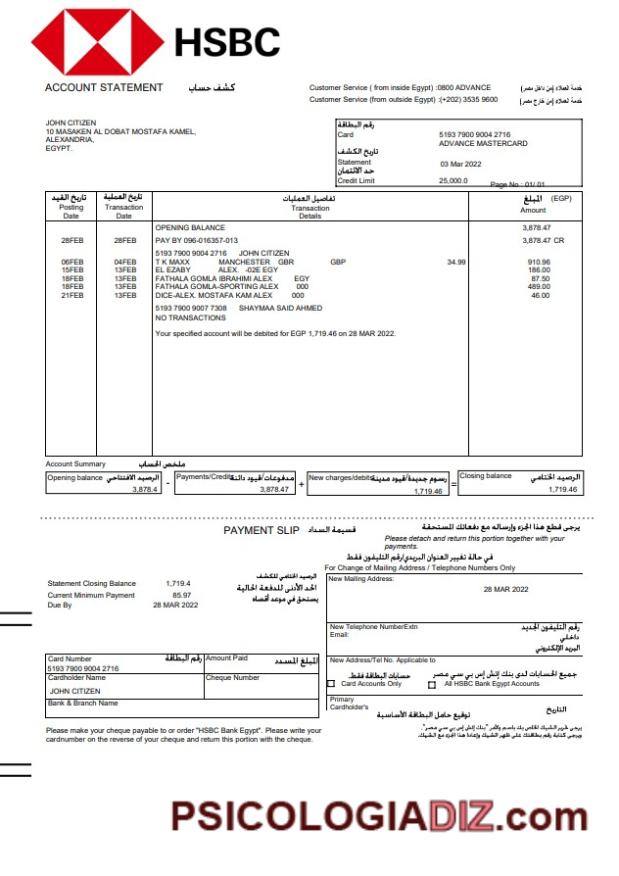 HSBC
ACCOUNT STATEMENT كشف حساب
Customer Service ( from inside Egypt) :0800 ADVANCE خدمة العملاء (من داخل مصر)
Customer Service (from outside Egypt) :(+202) 3535 9600 خدمة العملاء (من خارج مصر)
JOHN CITIZEN
10 MASAKEN AL DOBAT MOSTAFA KAMEL,
ALEXANDRIA,
EGYPT.
رقم البطاقة
Card 5193 7900 9004 2716
ADVANCE MASTERCARD
تاريخ الكشف
Statement 03 Mar 2022
حد الائتمان
Credit Limit 25,000.0
Page No : 01/ 01
تاريخ القيد تاريخ العملية تفاصيل العمليات المبلغ (EGP)
Posting Date Transaction Date Transaction Details Amount
OPENING BALANCE 3,878.47
28FEB 28FEB PAY BY 096-016357-013 3,878.47 CR
5193 7900 9004 2716 JOHN CITIZEN
06FEB 04FEB T K MAXX MANCHESTER GBR GBP 34.99 910.96
15FEB 13FEB EL EZABY ALEX. -02E EGY 186.00
18FEB 13FEB FATHALA GOMLA IBRAHIMI ALEX EGY 87.50
18FEB 13FEB FATHALA GOMLA-SPORTING ALEX 000 489.00
21FEB 13FEB DICE-ALEX. MOSTAFA KAM ALEX 000 46.00
5193 7900 9007 7308 SHAYMAA SAID AHMED
NO TRANSACTIONS
Your specified account will be debited for EGP 1,719.46 on 28 MAR 2022.
Account Summary ملخص الحساب
Opening balance الرصيد الافتتاحي - Payments/Credits مدفوعات/قيود دائنة + New charges/debits رسوم جديدة/قيود مدينة = Closing balance الرصيد الختامي
3,878.4 3,878.47 1,719.46 1,719.46
PAYMENT SLIP قسيمة السداد
يرجى قطع هذا الجزء وإرساله مع دفعاتك المستحقة
Please detach and return this portion together with your
payments.
في حالة تغيير العنوان البريدي/رقم التليفون فقط
For Change of Mailing Address / Telephone Numbers Only
الرصيد الختامي للكشف
Statement Closing Balance 1,719.4
الحد الأدنى للدفعة الحالية
Current Minimum Payment 85.97
يستحق في موعد أقصاه
Due By 28 MAR 2022
New Mailing Address:
28 MAR 2022
New Telephone Number/Extn رقم التليفون الجديد
داخلي
Email: البريد الإلكتروني
New Address/Tel No. Applicable to
حسابات البطاقة فقط. جميع الحسابات لدى بنك إتش إس بي سي مصر
Card Accounts Only All HSBC Bank Egypt Accounts
Primary
Cardholder's
توقيع حامل البطاقة الأساسية التاريخ
Card Number رقم البطاقة Amount Paid المبلغ المسدد
5193 7900 9004 2716
Cardholder Name Cheque Number
JOHN CITIZEN
Bank & Branch Name
Please make your cheque payable to or order "HSBC Bank Egypt". Please write your
cardnumber on the reverse of your cheque and return this portion with the cheque.
يرجى تحرير الشيك الخاص بك باسم ولأمر "بنك إتش إس بي سي مصر".
ويرجى كتابة رقم بطاقتك على ظهر الشيك وإعادة هذا الجزء مع الشيك.
PSICOLOGIADIZ.com